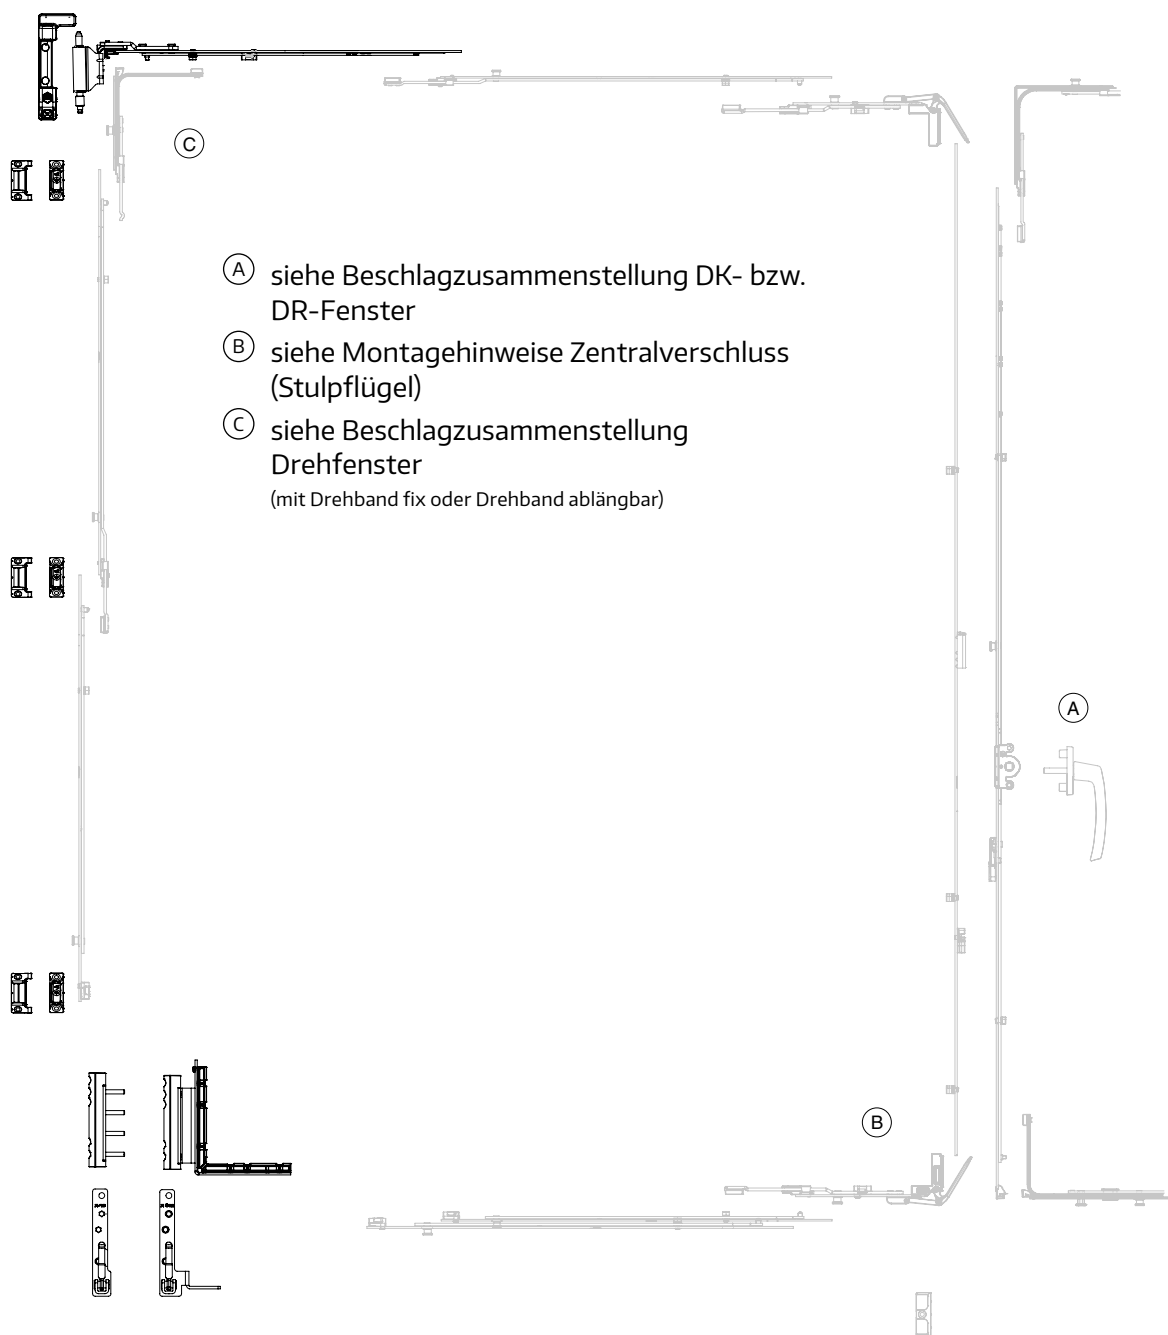 C
A siehe Beschlagzusammenstellung DK- bzw.
DR-Fenster
B siehe Montagehinweise Zentralverschluss
(Stulpflügel)
C siehe Beschlagzusammenstellung
Drehfenster
(mit Drehband fix oder Drehband ablängbar)
A
B